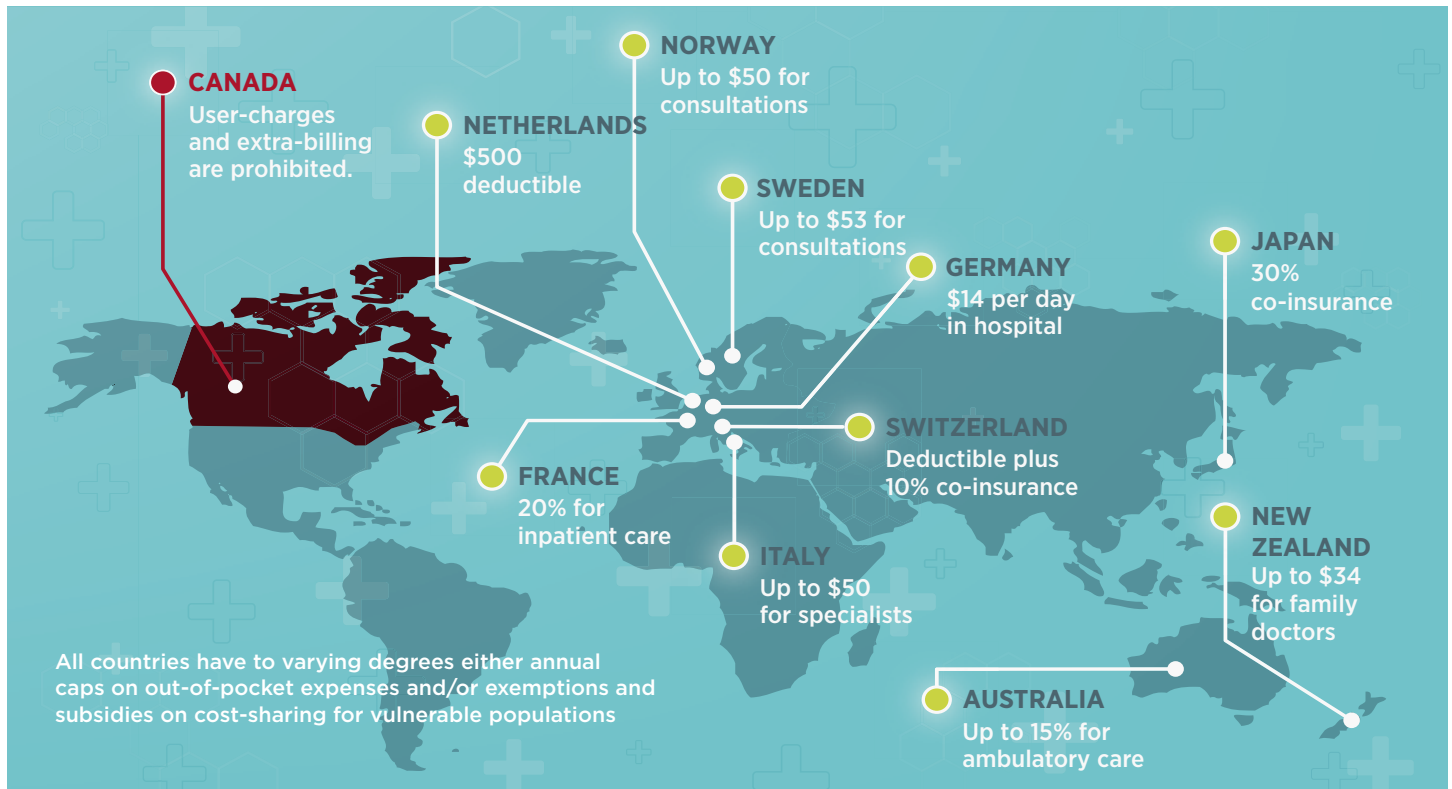 CANADA
User-charges
and extra-billing
are prohibited.
NETHERLANDS
$500
deductible
NORWAY
Up to $50 for
consultations
SWEDEN
Up to $53 for
consultations
GERMANY
$14 per day
in hospital
JAPAN
30%
co-insurance
FRANCE
20% for
inpatient care
SWITZERLAND
Deductible plus
10% co-insurance
ITALY
Up to $50
for specialists
NEW
ZEALAND
Up to $34
for family
doctors
AUSTRALIA
Up to 15% for
ambulatory care
All countries have to varying degrees either annual
caps on out-of-pocket expenses and/or exemptions and
subsidies on cost-sharing for vulnerable populations